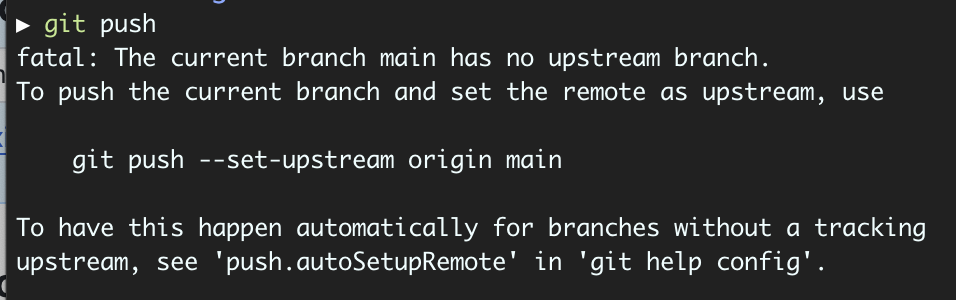 ▶ git push
fatal: The current branch main has no upstream branch.
To push the current branch and set the remote as upstream, use
    git push --set-upstream origin main
To have this happen automatically for branches without a tracking
upstream, see 'push.autoSetupRemote' in 'git help config'.